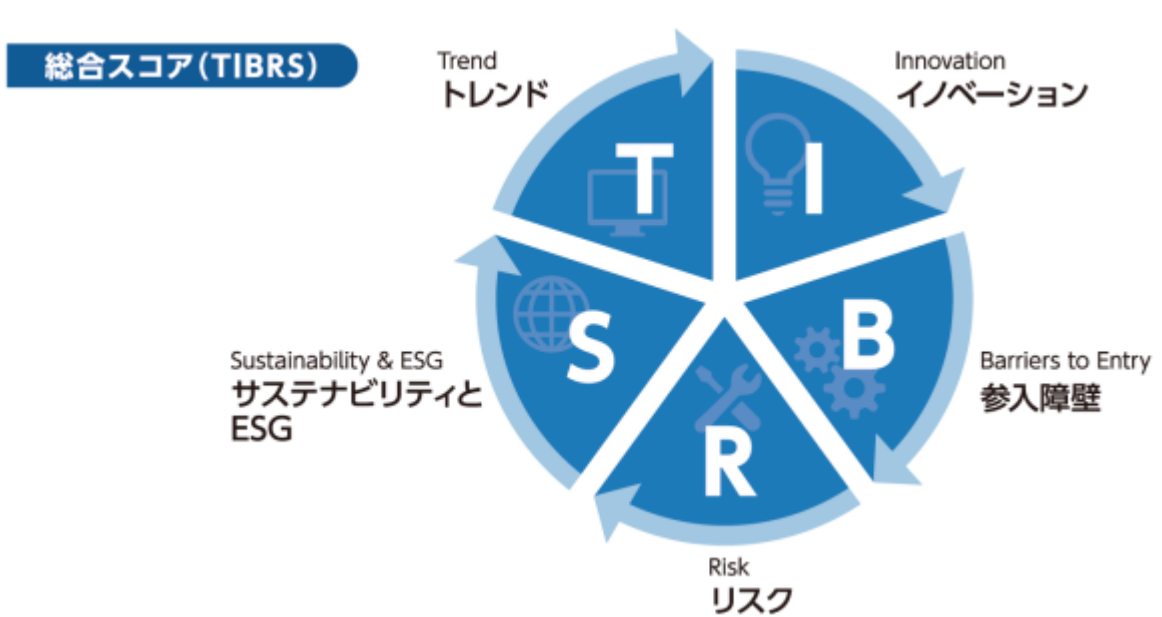 総合スコア(TIBRS)
Trend
トレンド
Innovation
イノベーション
T
I
Sustainability & ESG
サステナビリティと
ESG
S
B
Barriers to Entry
参入障壁
R
Risk
リスク